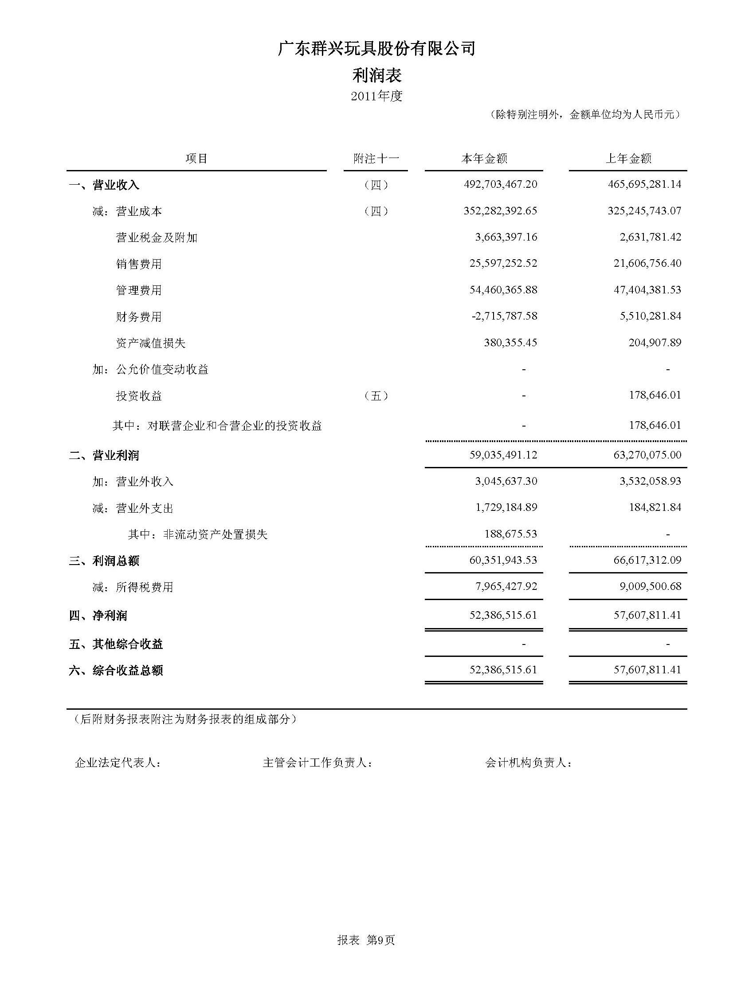 广东群兴玩具股份有限公司
利润表
2011年度
（除特别注明外，金额单位均为人民币元）
项目 附注十一 本年金额 上年金额
一、营业收入 （四） 492,703,467.20 465,695,281.14
减：营业成本 （四） 352,282,392.65 325,245,743.07
营业税金及附加 3,663,397.16 2,631,781.42
销售费用 25,597,252.52 21,606,756.40
管理费用 54,460,365.88 47,404,381.53
财务费用 -2,715,787.58 5,510,281.84
资产减值损失 380,355.45 204,907.89
加：公允价值变动收益 - -
投资收益 （五） - 178,646.01
其中：对联营企业和合营企业的投资收益 - 178,646.01
二、营业利润 59,035,491.12 63,270,075.00
加：营业外收入 3,045,637.30 3,532,058.93
减：营业外支出 1,729,184.89 184,821.84
其中：非流动资产处置损失 188,675.53 -
三、利润总额 60,351,943.53 66,617,312.09
减：所得税费用 7,965,427.92 9,009,500.68
四、净利润 52,386,515.61 57,607,811.41
五、其他综合收益 - -
六、综合收益总额 52,386,515.61 57,607,811.41
（后附财务报表附注为财务报表的组成部分）
企业法定代表人： 主管会计工作负责人： 会计机构负责人：
报表 第9页